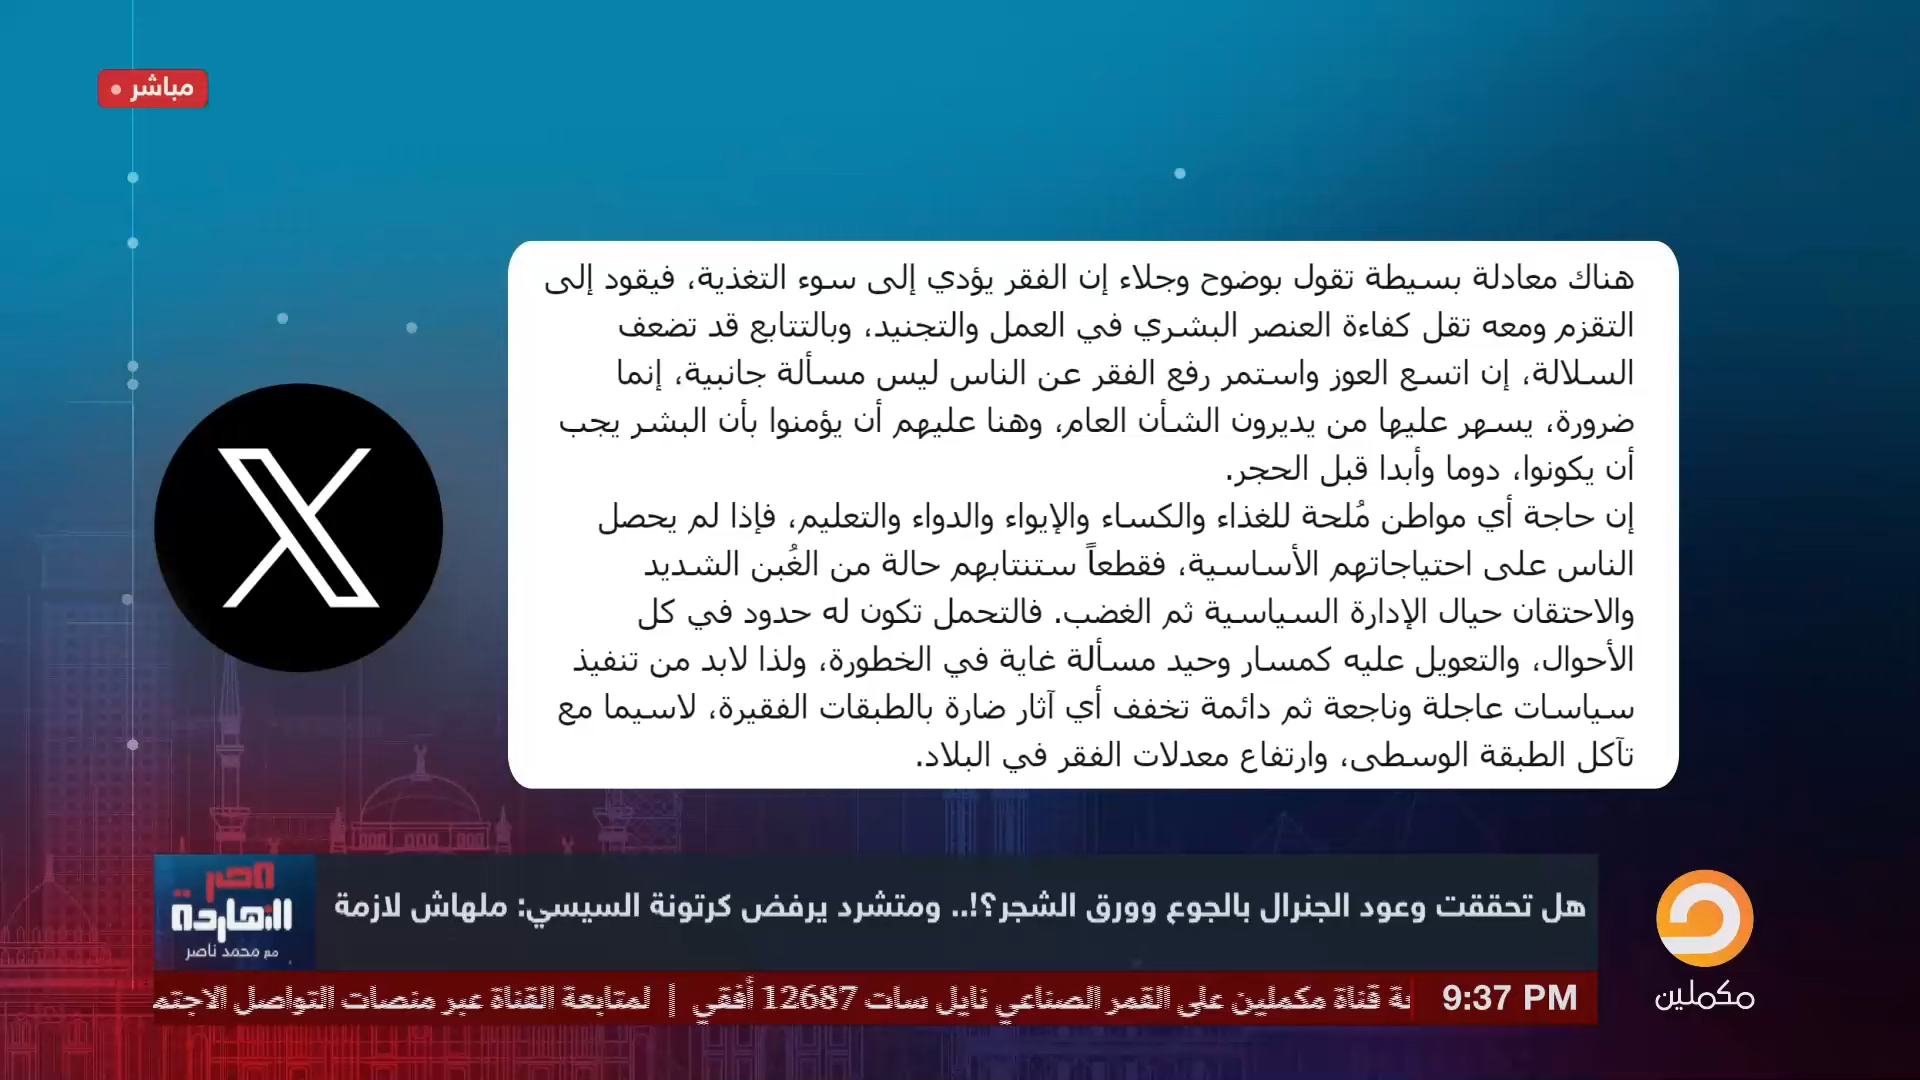 مباشر
هناك معادلة بسيطة تقول بوضوح وجلاء إن الفقر يؤدي إلى سوء التغذية، فيقود إلى
التقزم ومعه تقل كفاءة العنصر البشري في العمل والتجنيد، وبالتتابع قد تضعف
السلالة، إن اتسع العوز واستمر رفع الفقر عن الناس ليس مسألة جانبية، إنما
ضرورة، يسهر عليها من يديرون الشأن العام، وهنا عليهم أن يؤمنوا بأن البشر يجب
أن يكونوا، دوما وأبدا قبل الحجر.
إن حاجة أي مواطن مُلحة للغذاء والكساء والإيواء والدواء والتعليم، فإذا لم يحصل
الناس على احتياجاتهم الأساسية، فقطعاً ستنتابهم حالة من الغُبن الشديد
والاحتقان حيال الإدارة السياسية ثم الغضب. فالتحمل تكون له حدود في كل
الأحوال، والتعويل عليه كمسار وحيد مسألة غاية في الخطورة، ولذا لابد من تنفيذ
سياسات عاجلة وناجعة ثم دائمة تخفف أي آثار ضارة بالطبقات الفقيرة، لاسيما مع
تآكل الطبقة الوسطى، وارتفاع معدلات الفقر في البلاد.
هل تحققت وعود الجنرال بالجوع وورق الشجر؟!.. ومتشرد يرفض كرتونة السيسي: ملهاش لازمة
مصر
النهاردة
مع محمد ناصر
9:37 PM
قناة مكملين على القمر الصناعي نايل سات 12687 أفقي | لمتابعة القناة عبر منصات التواصل
مكملين